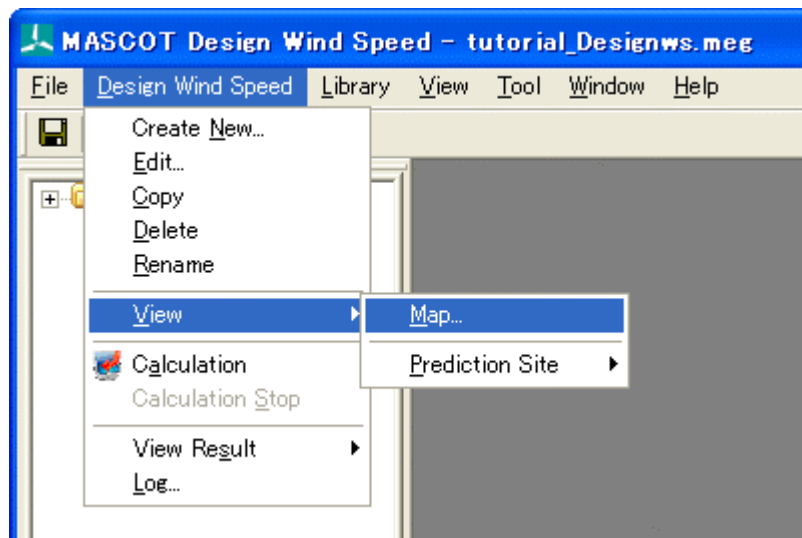 MASCOT Design Wind Speed - tutorial_Designws.meg
File Design Wind Speed Library View Tool Window Help
Create New...
Edit...
Copy
Delete
Rename
View Map...
Calculation Prediction Site
Calculation Stop
View Result
Log...